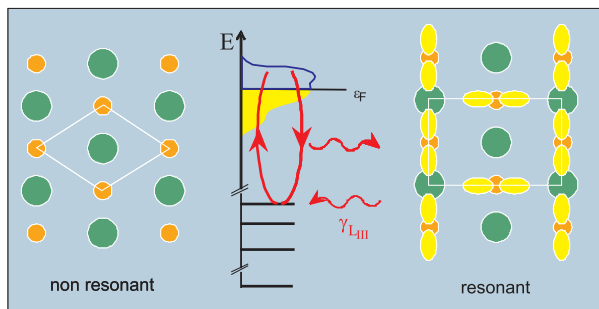 E
εF
γLIII
non resonant
resonant